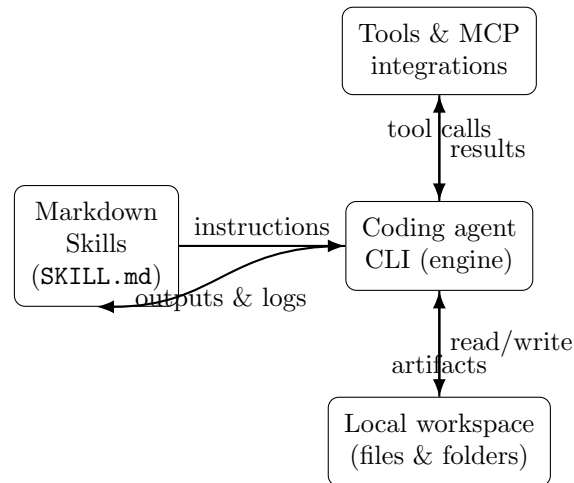 Tools & MCP
integrations
tool calls
results
Markdown
Skills
(SKILL.md)
instructions
outputs & logs
Coding agent
CLI (engine)
read/write
artifacts
Local workspace
(files & folders)